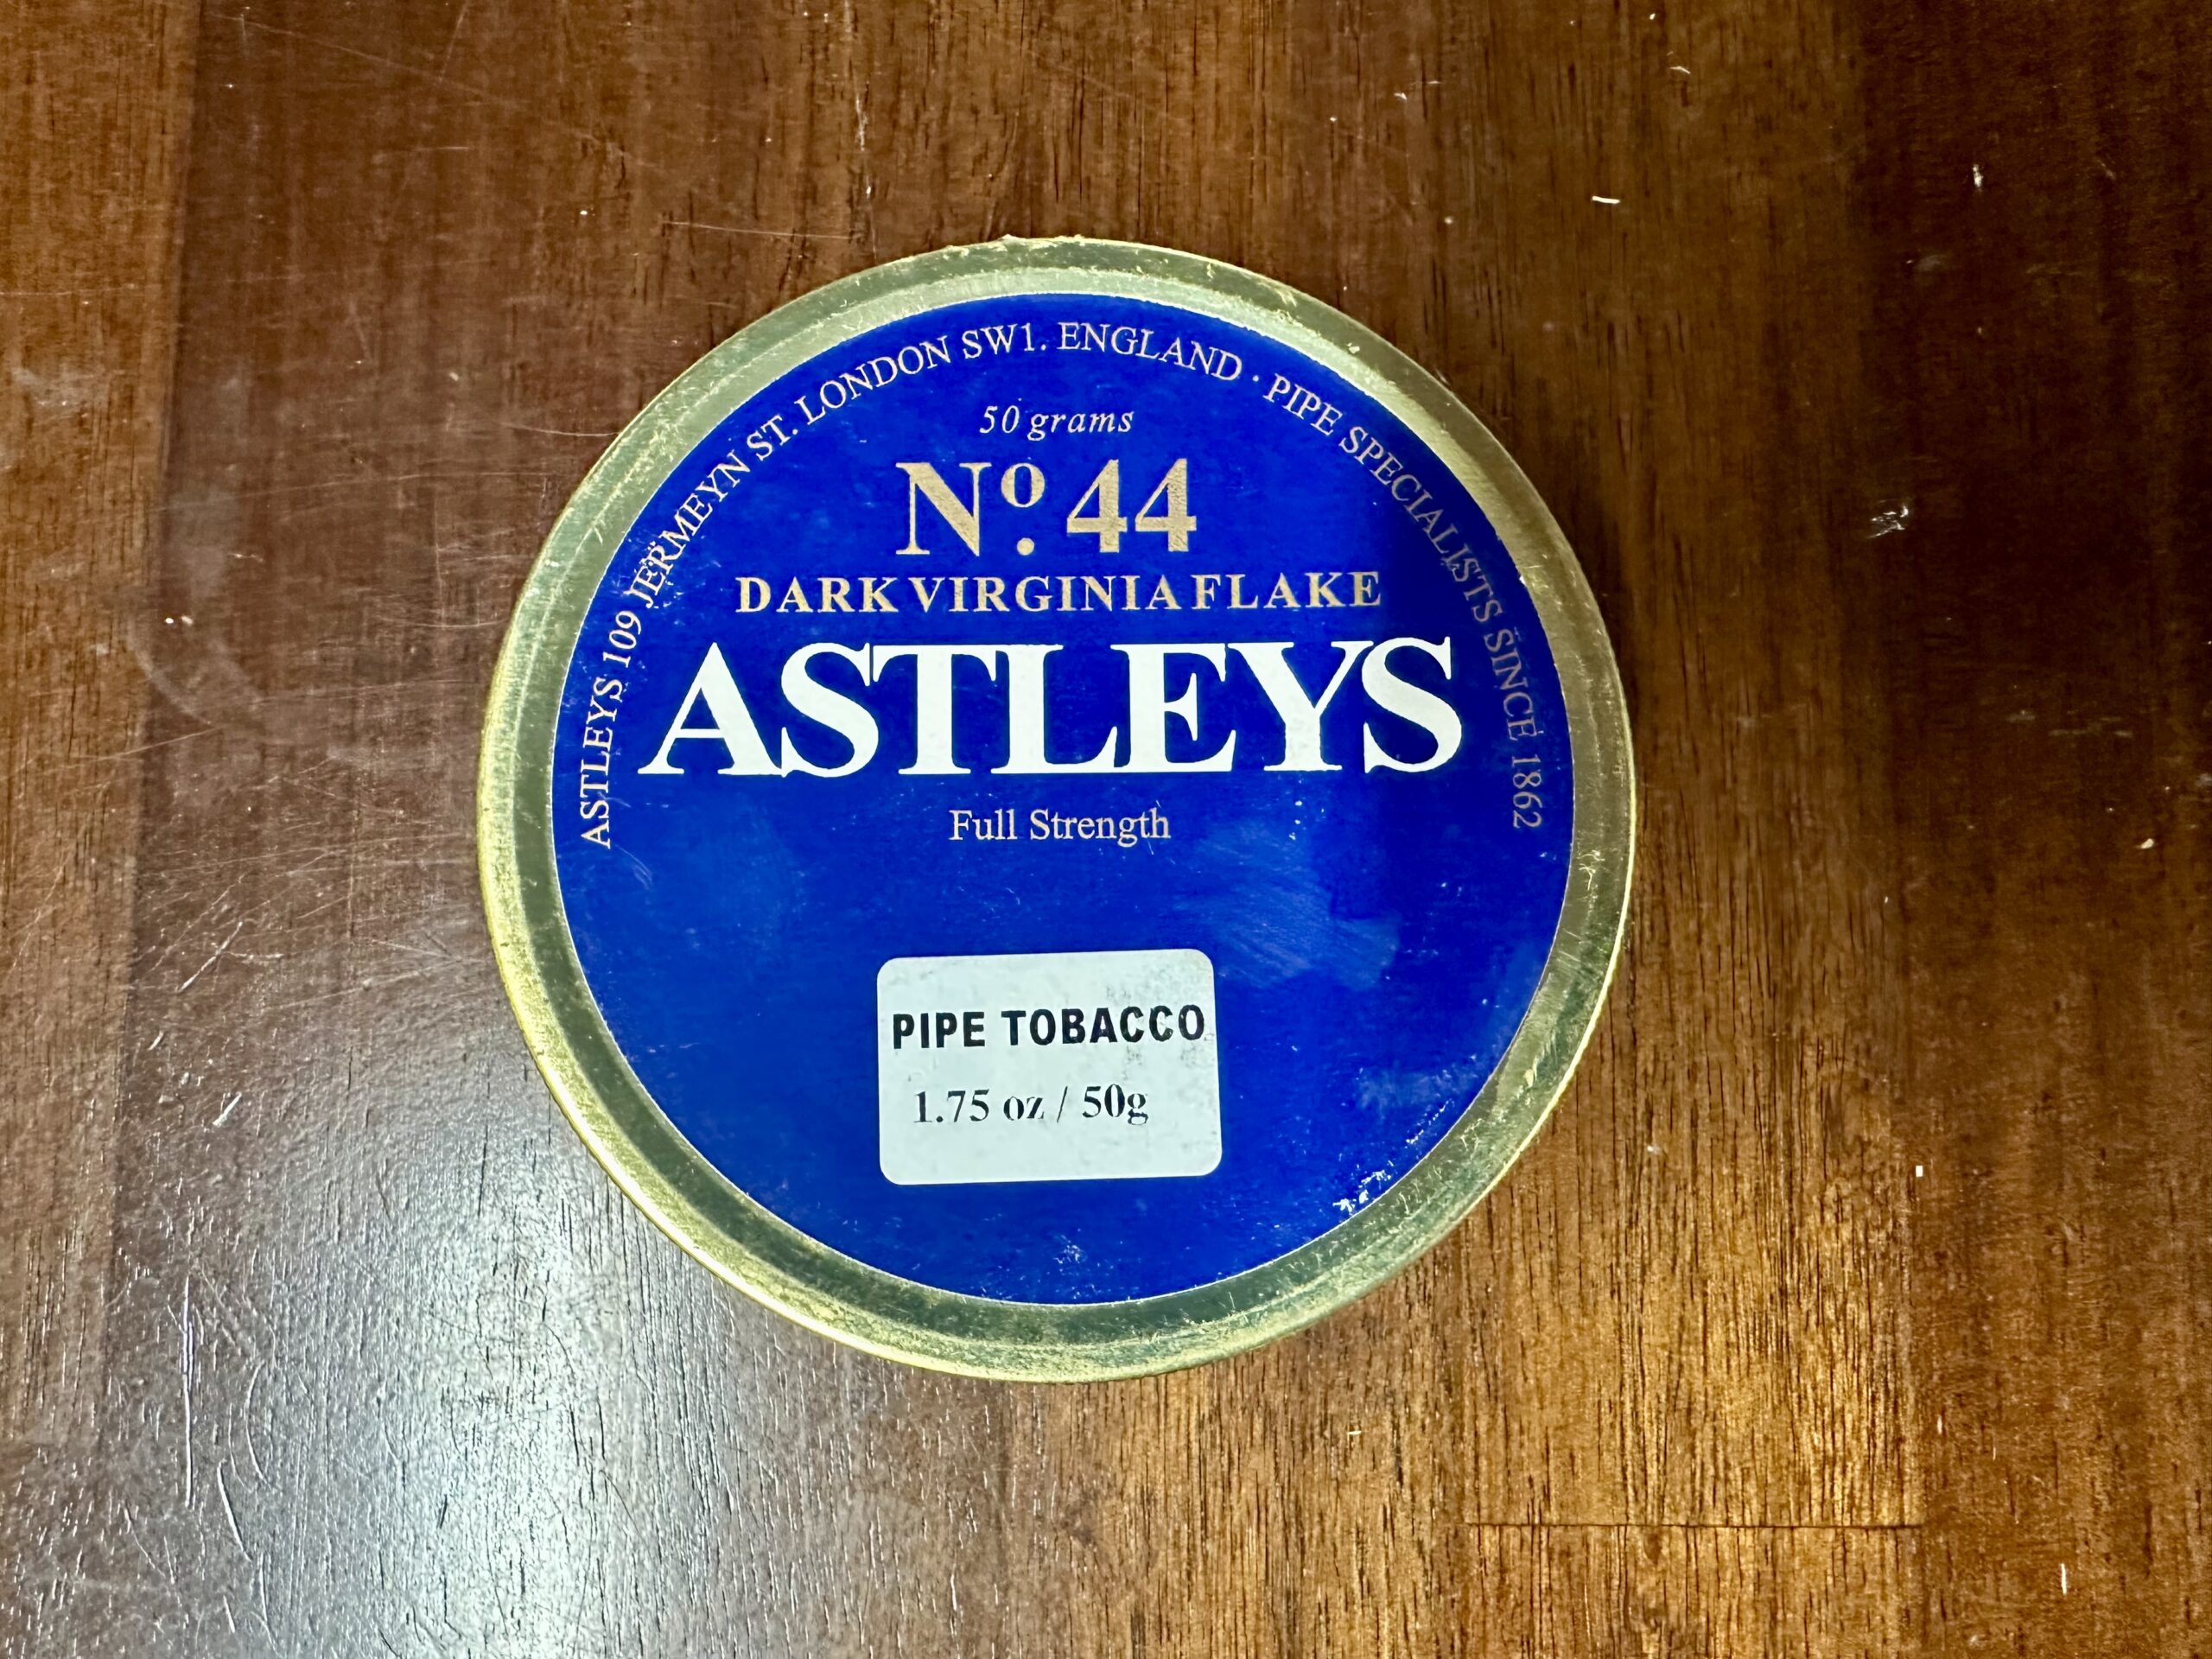 ASTLEYS 109 JERMEYN ST. LONDON SW1. ENGLAND · PIPE SPECIALISTS SINCE 1862
50 grams
Nº. 44
DARK VIRGINIA FLAKE
ASTLEYS
Full Strength
PIPE TOBACCO
1.75 oz / 50g